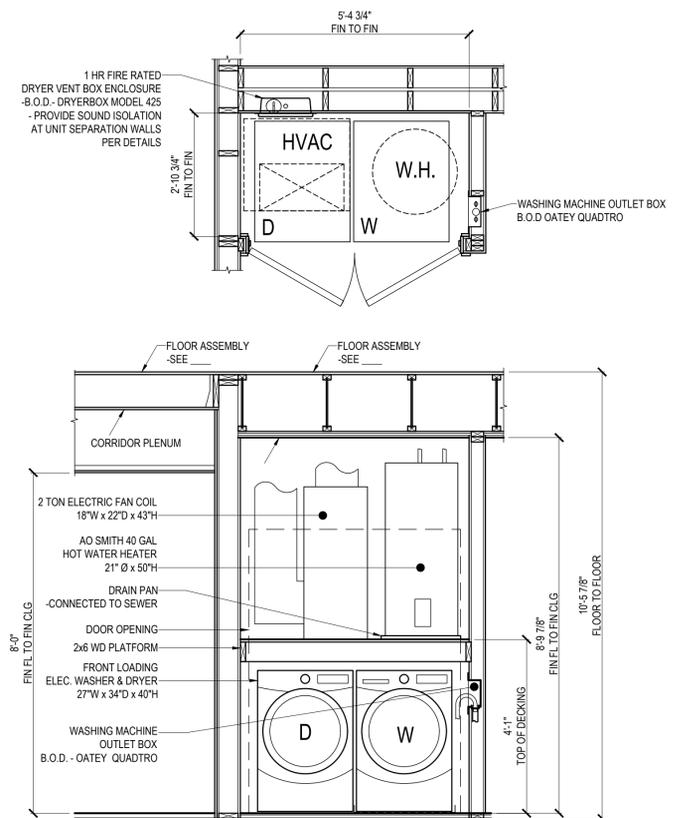 5'-4 3/4"
FIN TO FIN
1 HR FIRE RATED
DRYER VENT BOX ENCLOSURE
-B.O.D.- DRYERBOX MODEL 425
- PROVIDE SOUND ISOLATION
AT UNIT SEPARATION WALLS
PER DETAILS
2'-10 3/4"
FIN TO FIN
HVAC
W.H.
D
W
WASHING MACHINE OUTLET BOX
B.O.D OATEY QUADTRO
FLOOR ASSEMBLY
-SEE ____
FLOOR ASSEMBLY
-SEE ____
CORRIDOR PLENUM
2 TON ELECTRIC FAN COIL
18"W x 22"D x 43"H
AO SMITH 40 GAL
HOT WATER HEATER
21" Ø x 50"H
DRAIN PAN
-CONNECTED TO SEWER
DOOR OPENING
2x6 WD PLATFORM
FRONT LOADING
ELEC. WASHER & DRYER
27"W x 34"D x 40"H
WASHING MACHINE
OUTLET BOX
B.O.D. - OATEY QUADTRO
8'-0"
FIN FL TO FIN CLG
D
W
4'-1"
TOP OF DECKING
8'-9 7/8"
FIN FL TO FIN CLG
10'-5 7/8"
FLOOR TO FLOOR